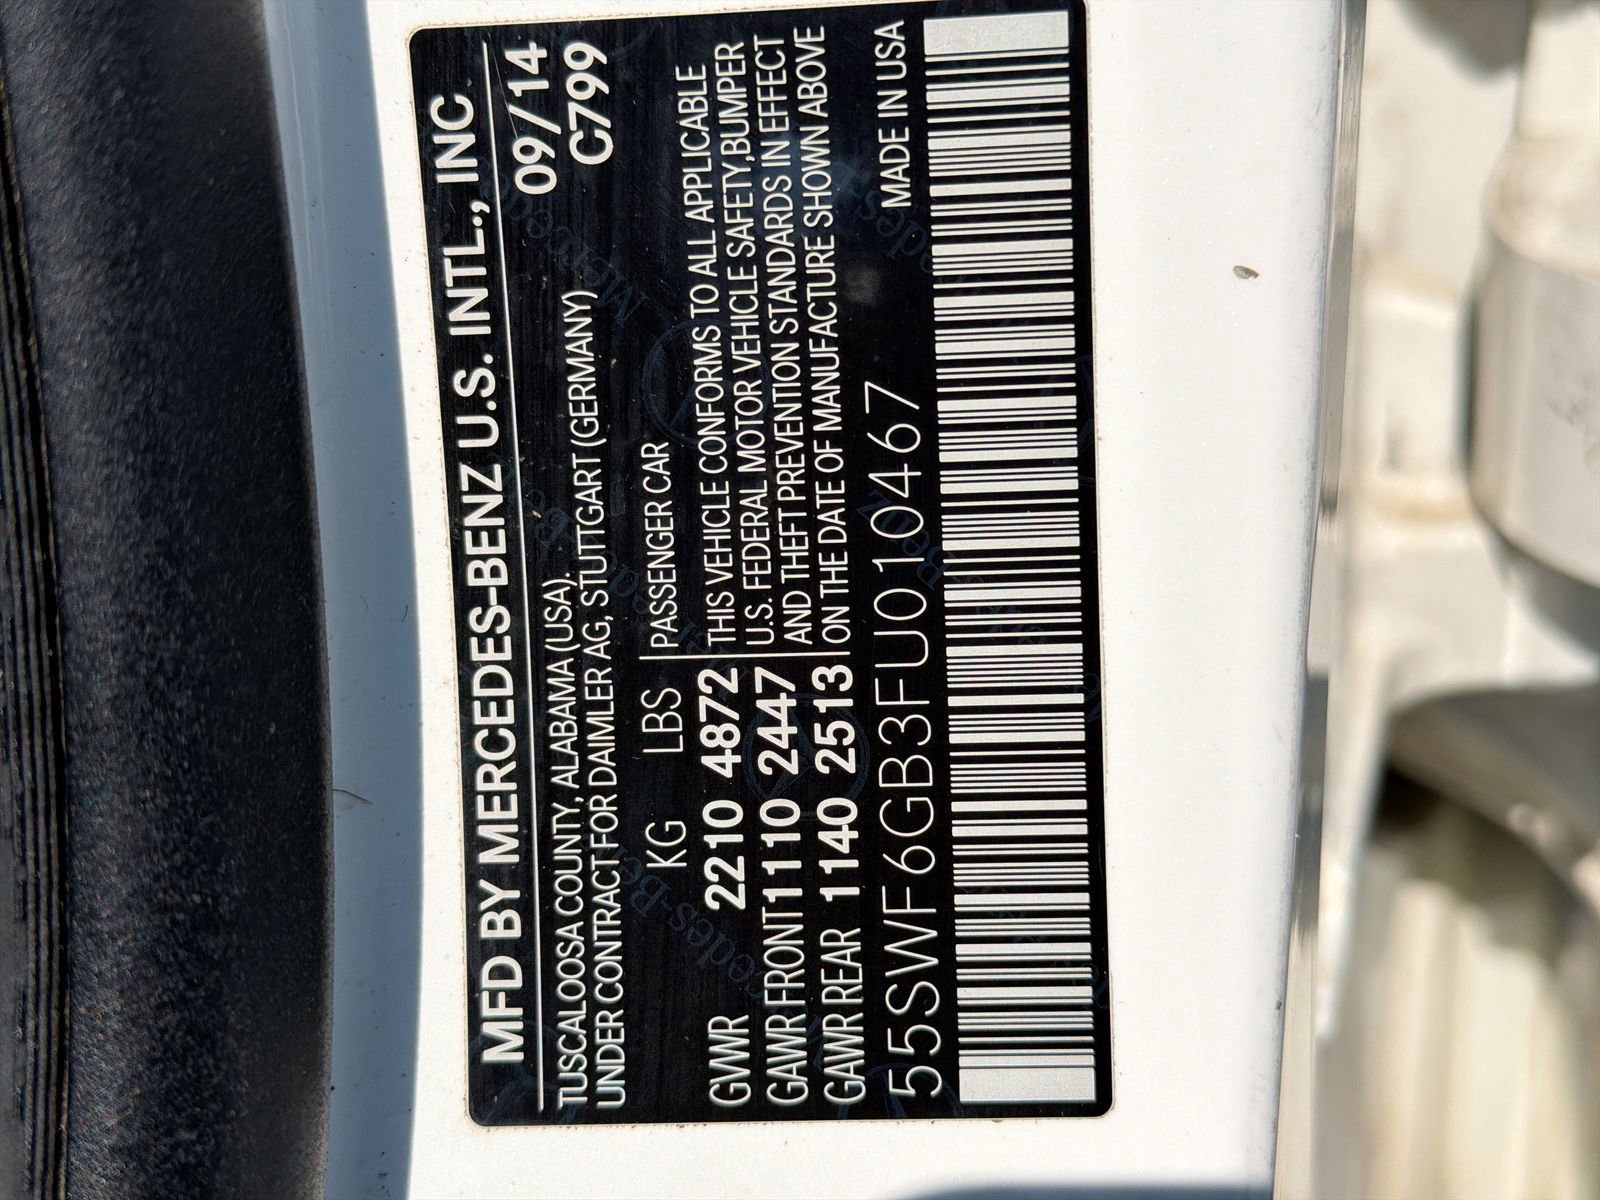 MFD BY MERCEDES-BENZ U.S. INTL., INC
TUSCALOOSA COUNTY, ALABAMA (USA). 09/14
UNDER CONTRACT FOR DAIMLER AG, STUTTGART (GERMANY) C799
KG LBS PASSENGER CAR
GVWR 2210 4872 THIS VEHICLE CONFORMS TO ALL APPLICABLE
U.S. FEDERAL MOTOR VEHICLE SAFETY,BUMPER
GAWR FRONT 1110 2447 AND THEFT PREVENTION STANDARDS IN EFFECT
GAWR REAR 1140 2513 ON THE DATE OF MANUFACTURE SHOWN ABOVE
55SWF6GB3FU010467 MADE IN USA